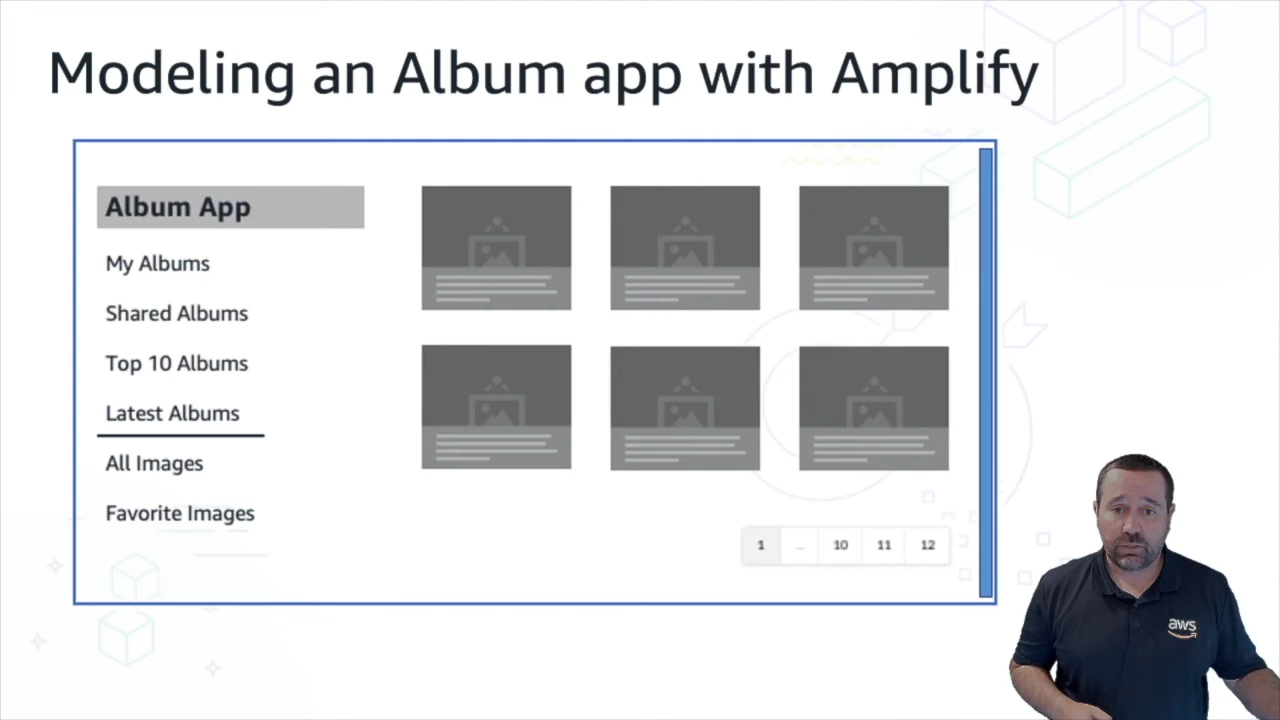 Modeling an Album app with Amplify
Album App
My Albums
Shared Albums
Top 10 Albums
Latest Albums
All Images
Favorite Images
1 ... 10 11 12
aws